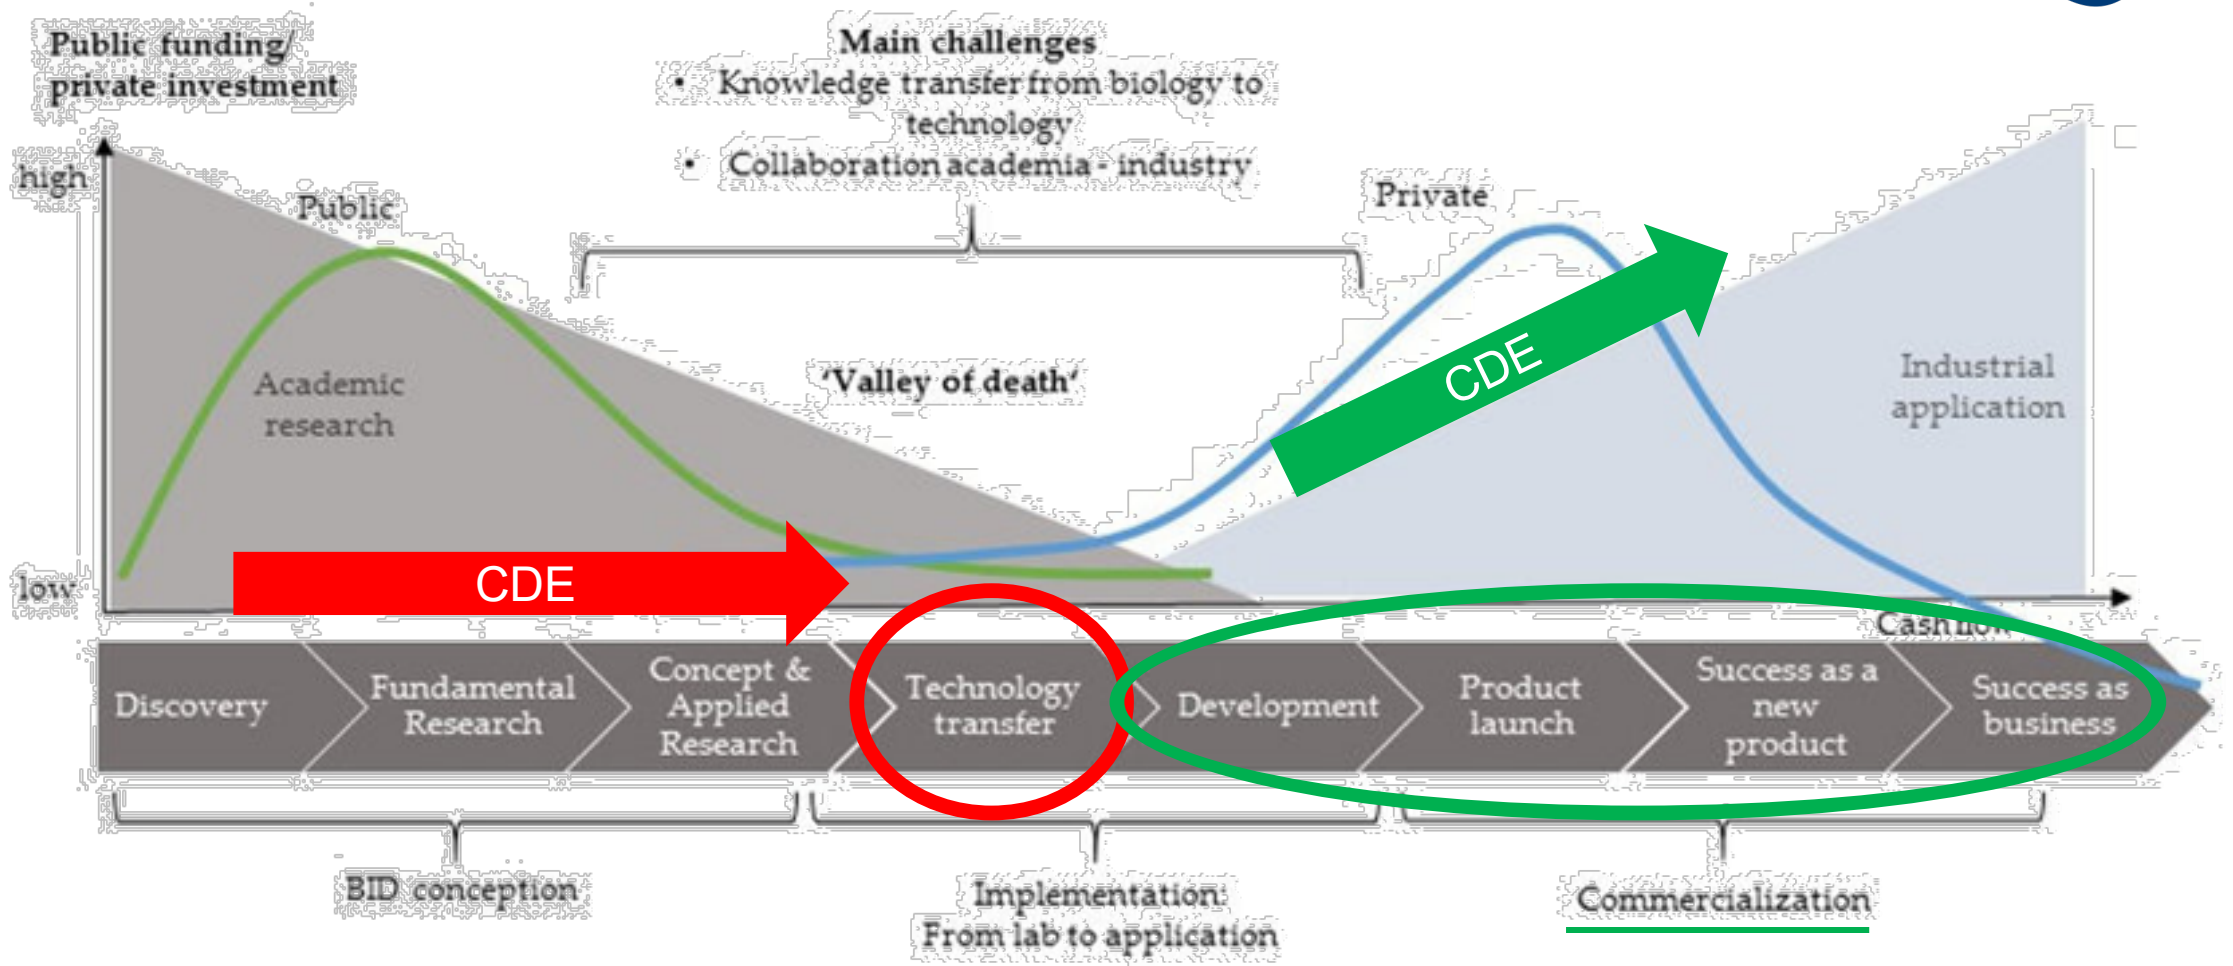 Public funding/
private investment
Main challenges
• Knowledge transfer from biology to
technology
• Collaboration academia - industry
high
Public
Private
Academic
research
'Valley of death'
CDE
Industrial
application
low
CDE
Cash flow
Discovery
Fundamental
Research
Concept &
Applied
Research
Technology
transfer
Development
Product
launch
Success as a
new
product
Success as
business
BID conception
Implementation:
From lab to application
Commercialization